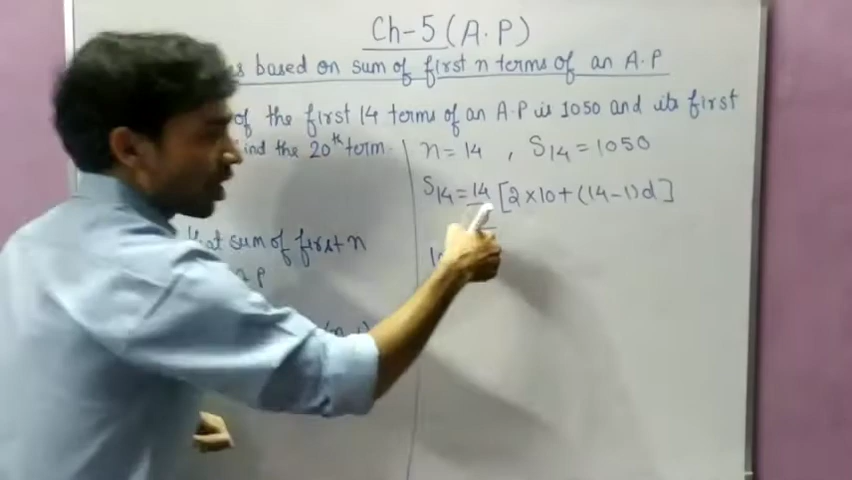 Ch-5 (A.P)
based on sum of first n terms of an A.P
of the first 14 terms of an A.P is 1050 and its first
the 20th term.
n = 14 , S14 = 1050
S14 = 14 [2×10+(14-1)d]
sum of first n